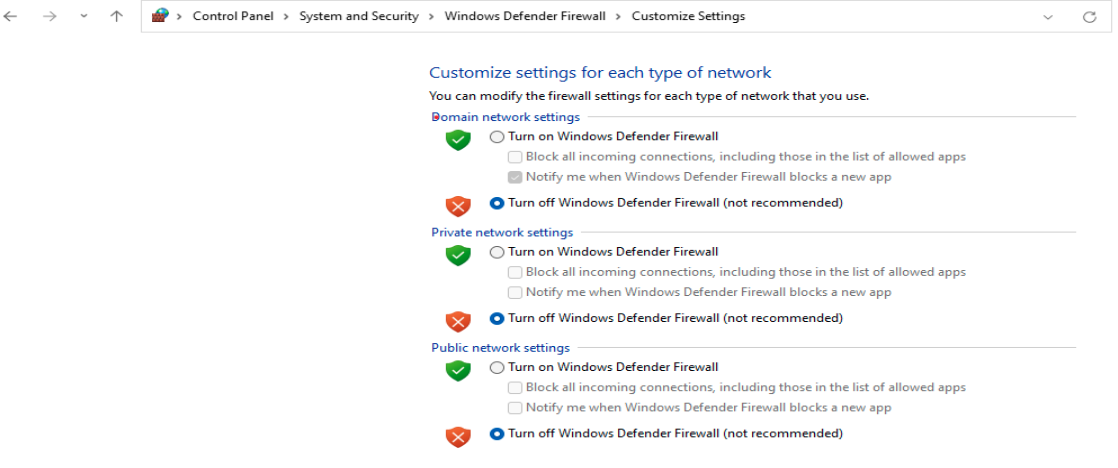 Control Panel > System and Security > Windows Defender Firewall > Customize Settings
Customize settings for each type of network
You can modify the firewall settings for each type of network that you use.
Domain network settings
Turn on Windows Defender Firewall
Block all incoming connections, including those in the list of allowed apps
Notify me when Windows Defender Firewall blocks a new app
Turn off Windows Defender Firewall (not recommended)
Private network settings
Turn on Windows Defender Firewall
Block all incoming connections, including those in the list of allowed apps
Notify me when Windows Defender Firewall blocks a new app
Turn off Windows Defender Firewall (not recommended)
Public network settings
Turn on Windows Defender Firewall
Block all incoming connections, including those in the list of allowed apps
Notify me when Windows Defender Firewall blocks a new app
Turn off Windows Defender Firewall (not recommended)